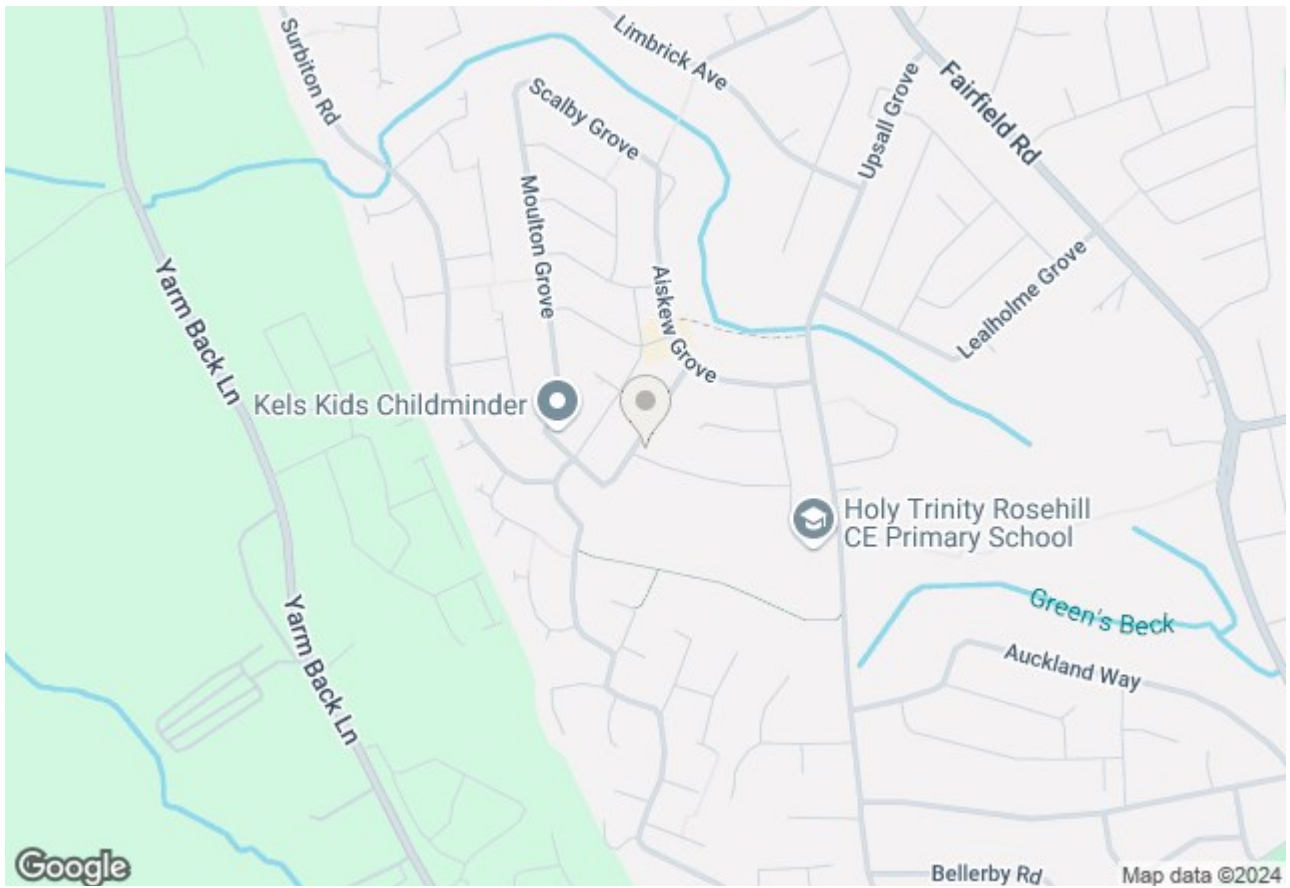 Surbiton Rd
Limbrick Ave
Scalby Grove
Upsall Grove
Fairfield Rd
Moulton Grove
Aiskew Grove
Yarm Back Ln
Lealholme Grove
Kels Kids Childminder
Holy Trinity Rosehill
CE Primary School
Green's Beck
Yarm Back Ln
Auckland Way
Google
Bellerby Rd
Map data ©2024